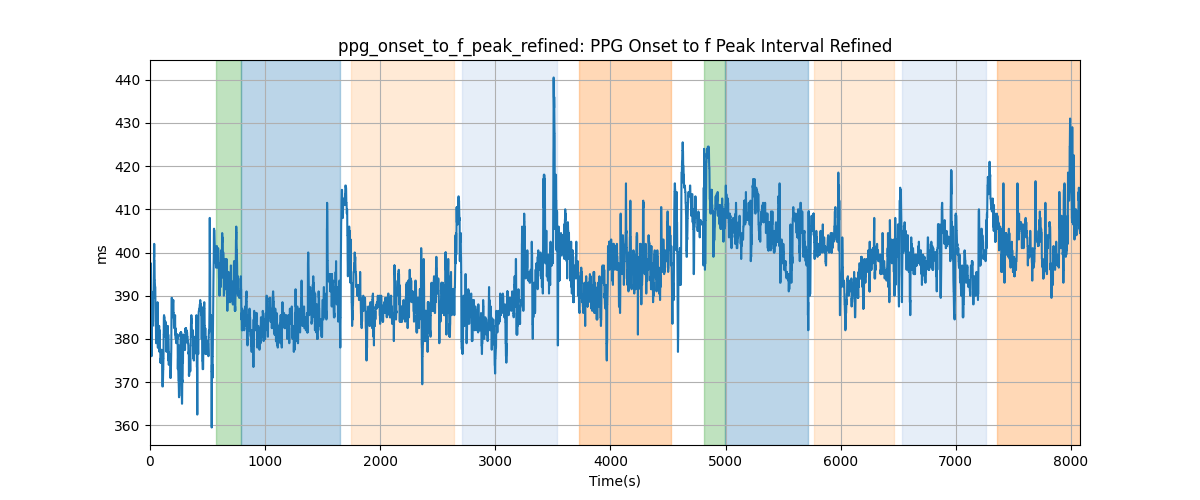 ppg_onset_to_f_peak_refined: PPG Onset to f Peak Interval Refined
440
430
420
410
400
390
380
370
360
ms
0 1000 2000 3000 4000 5000 6000 7000 8000
Time(s)